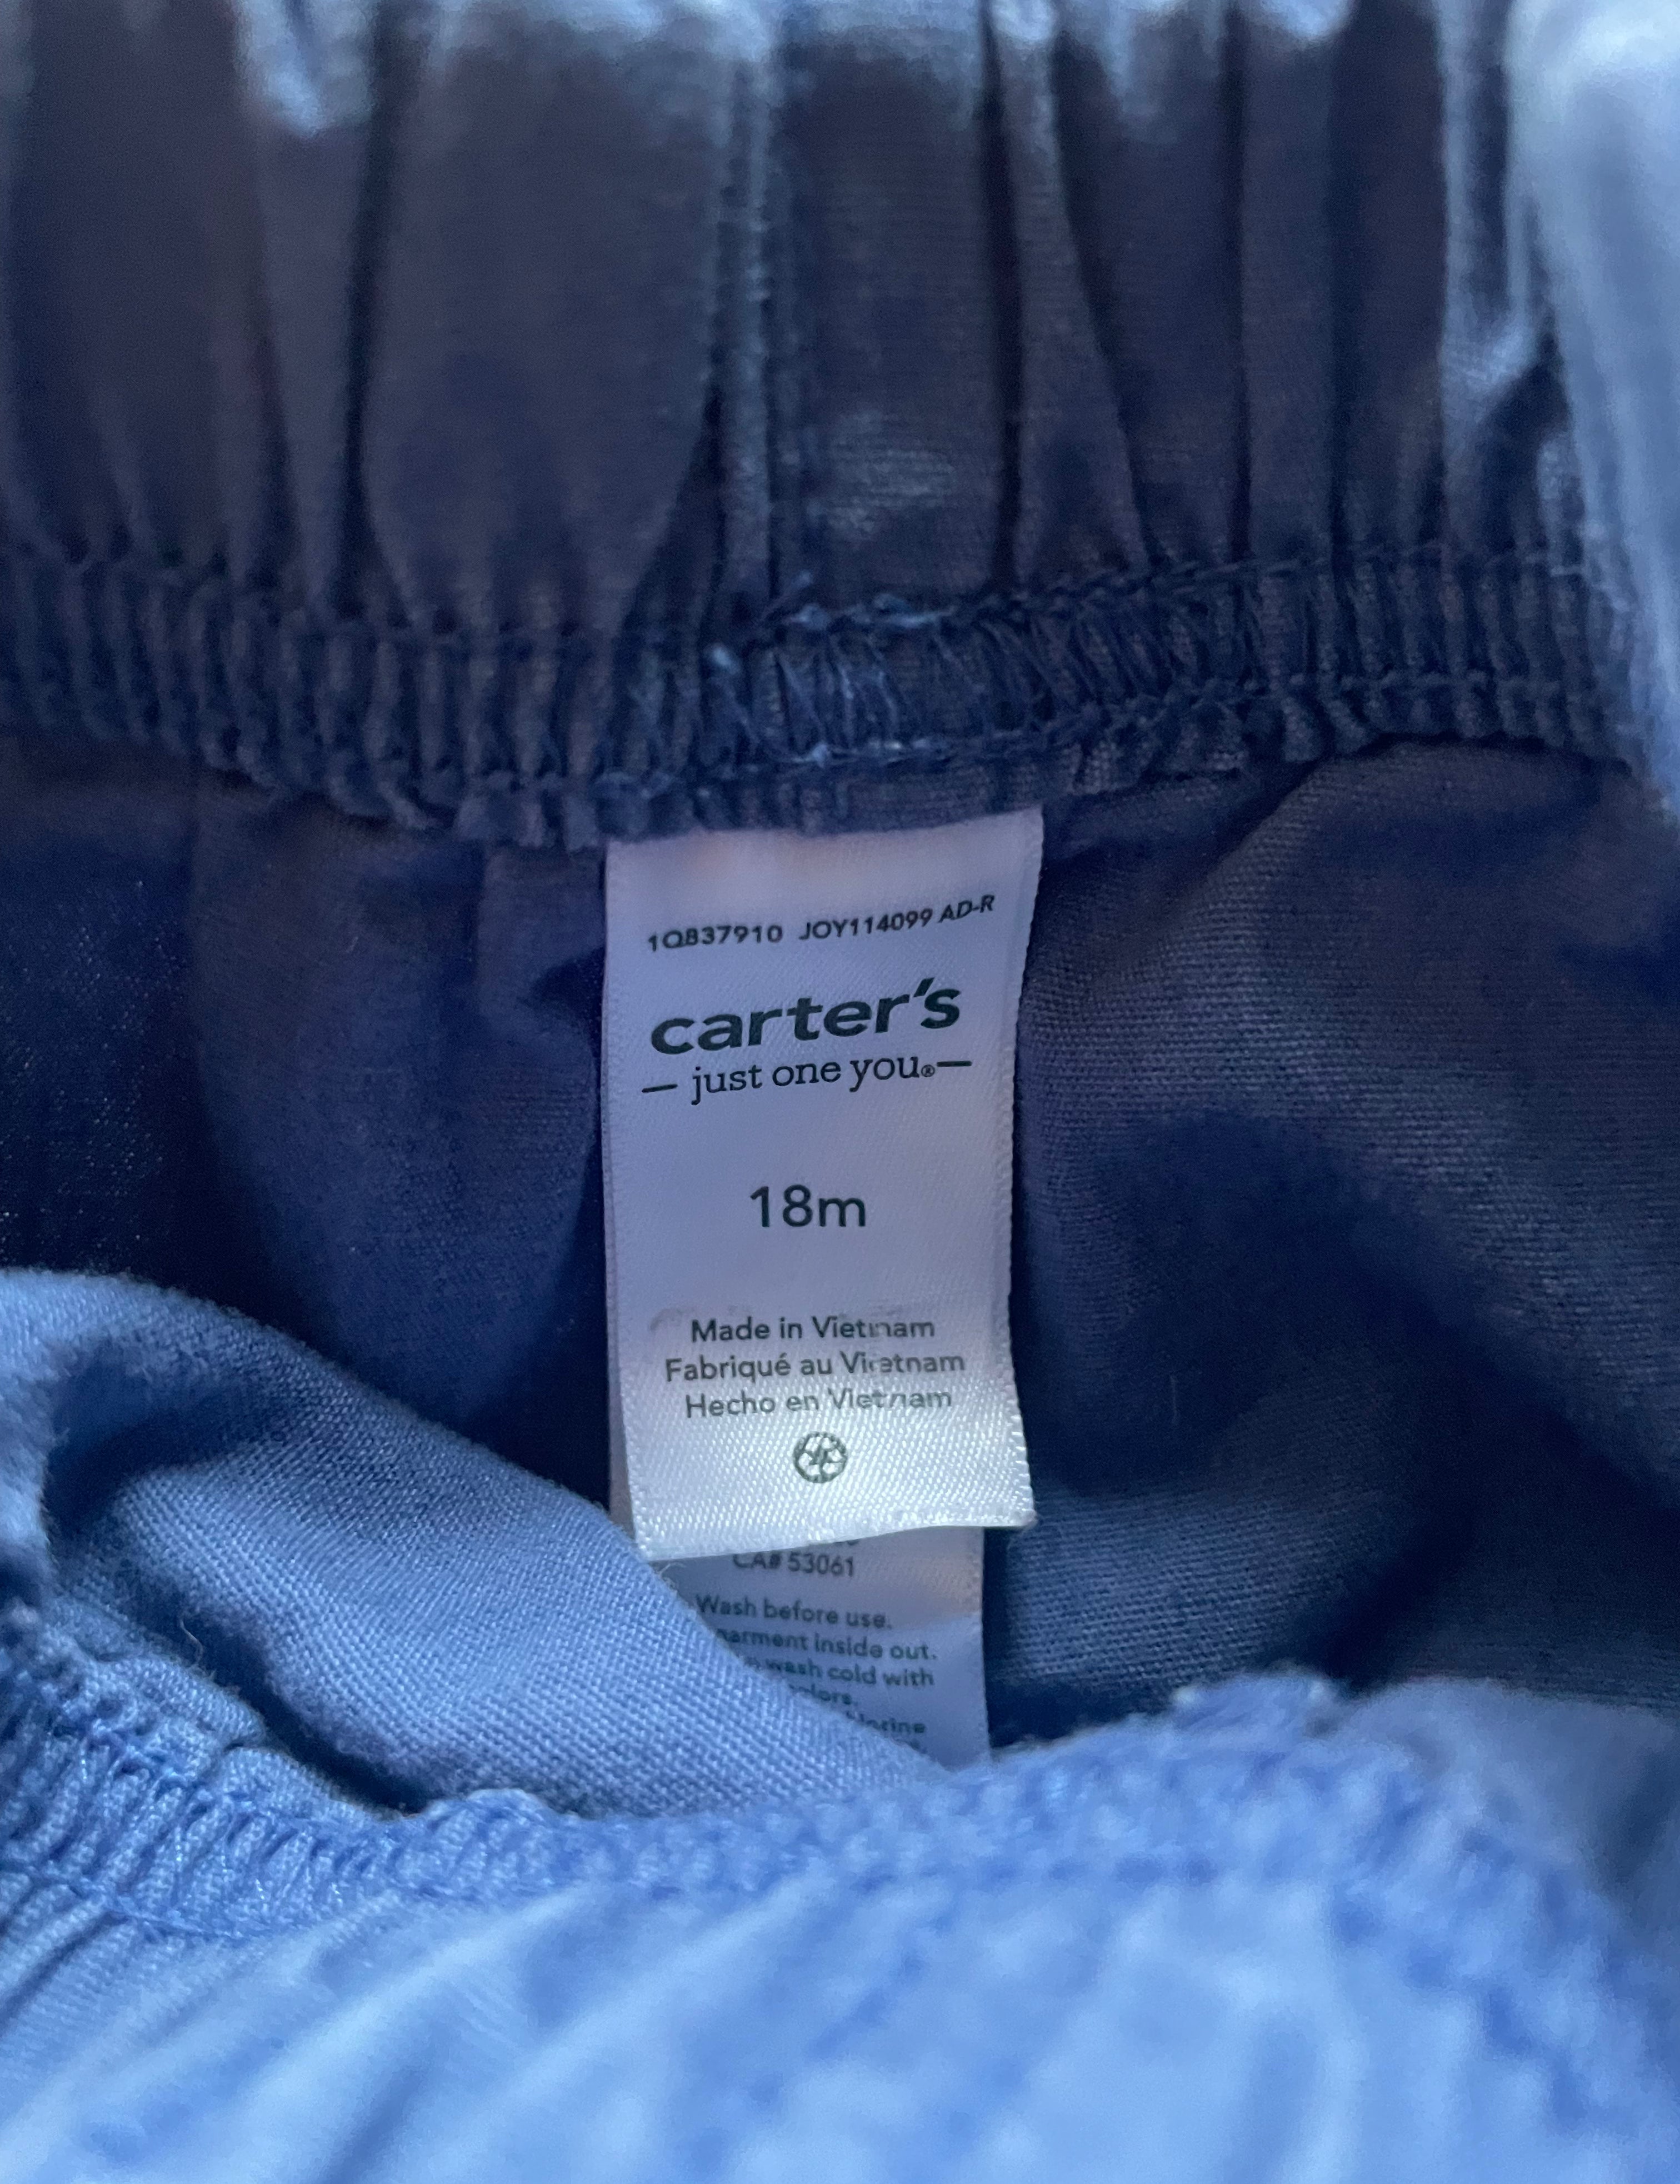 1Q837910 JOY114099 AD-R
carter's
— just one you®—
18m
Made in Vietnam
Fabriqué au Vietnam
Hecho en Vietnam
CA# 53061
Wash before use.
garment inside out.
wash cold with
colors.